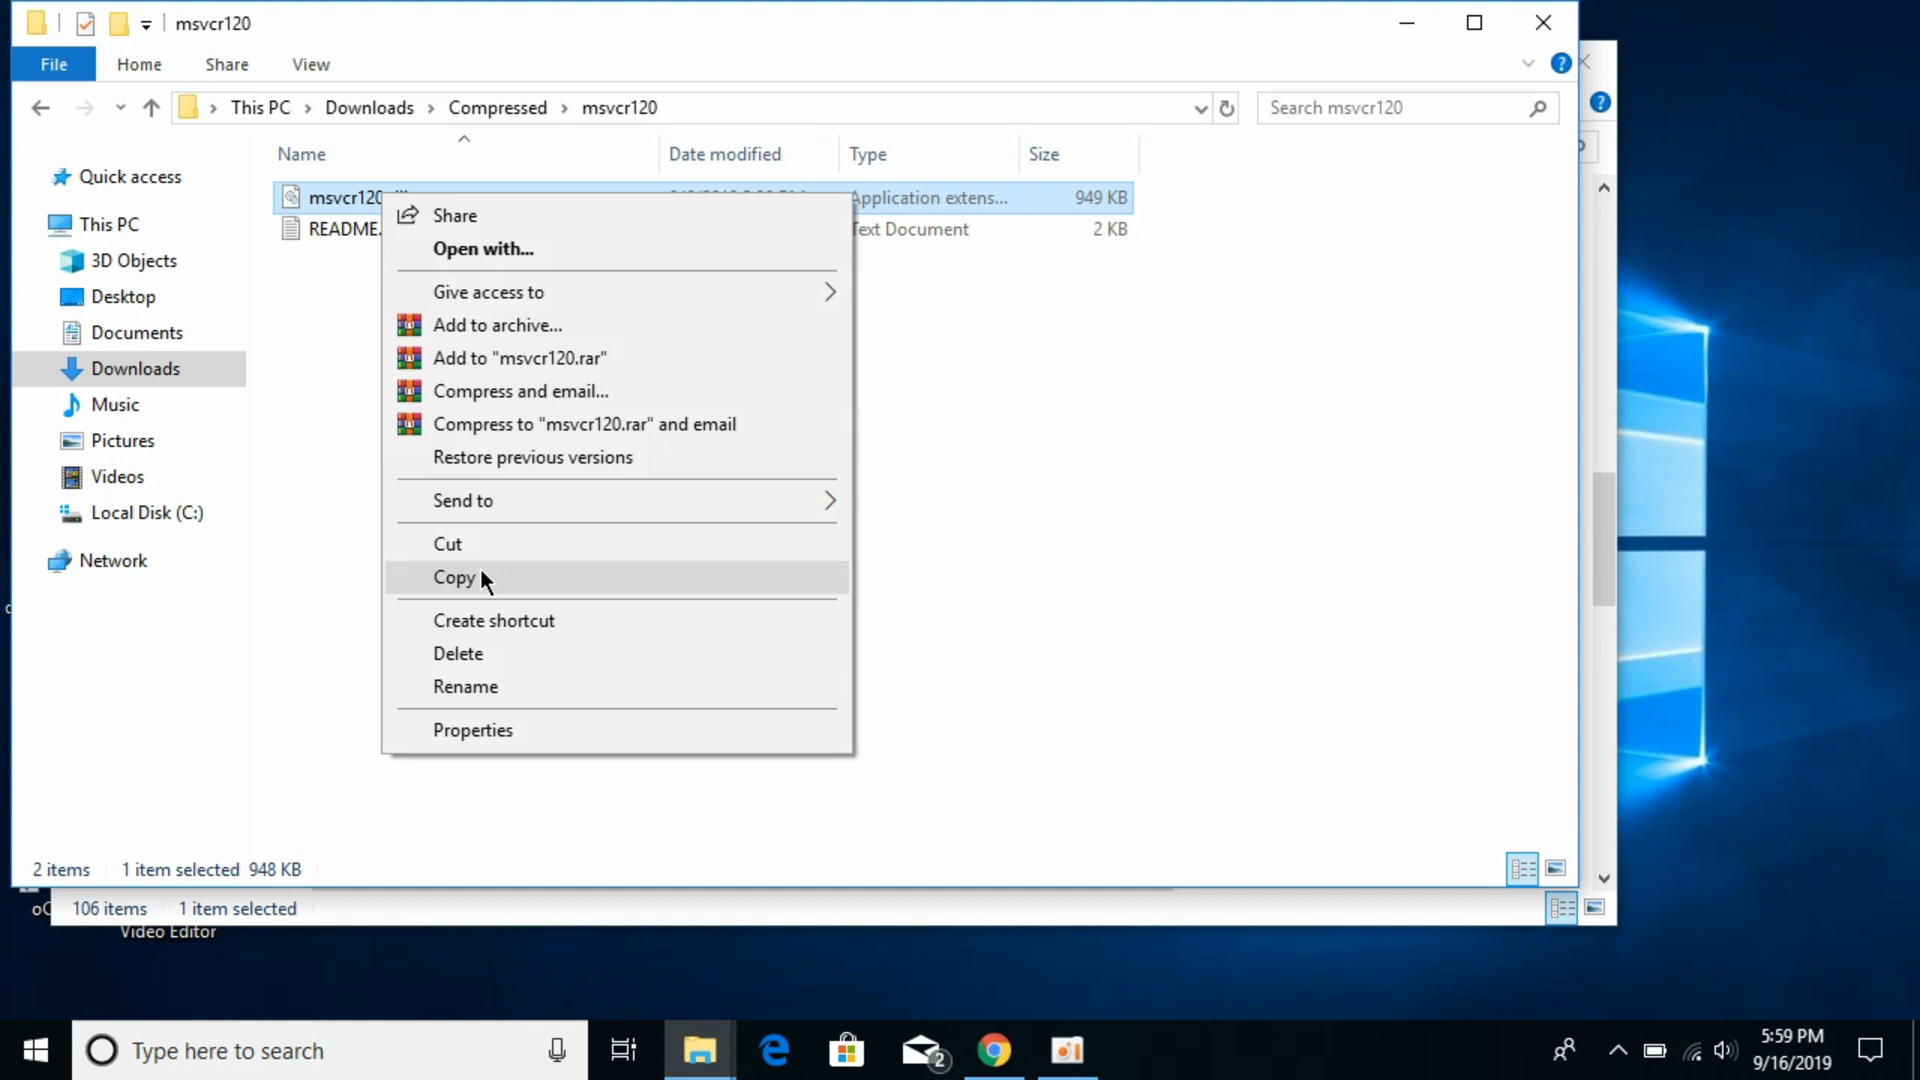 msvcr120
File Home Share View
This PC Downloads Compressed msvcr120
Search msvcr120
Name Date modified Type Size
msvcr120 Application extens... 949 KB
README. Text Document 2 KB
Quick access
This PC
3D Objects
Desktop
Documents
Downloads
Music
Pictures
Videos
Local Disk (C:)
Network
Share
Open with...
Give access to
Add to archive...
Add to "msvcr120.rar"
Compress and email...
Compress to "msvcr120.rar" and email
Restore previous versions
Send to
Cut
Copy
Create shortcut
Delete
Rename
Properties
2 items 1 item selected 948 KB
106 items 1 item selected
Video Editor
Type here to search
2
5:59 PM
9/16/2019